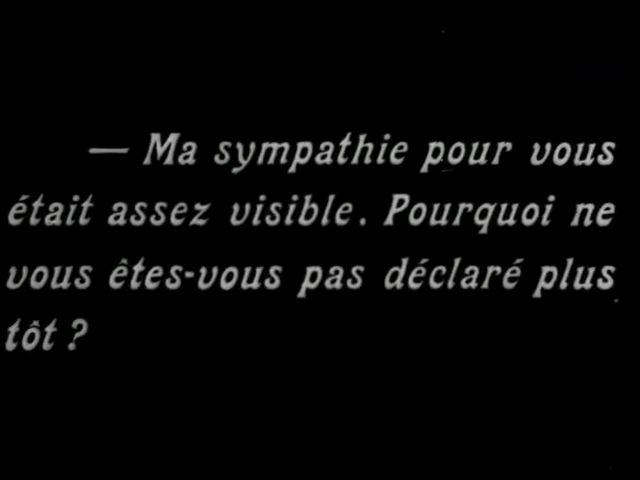 — Ma sympathie pour vous
était assez visible. Pourquoi ne
vous êtes-vous pas déclaré plus
tôt ?